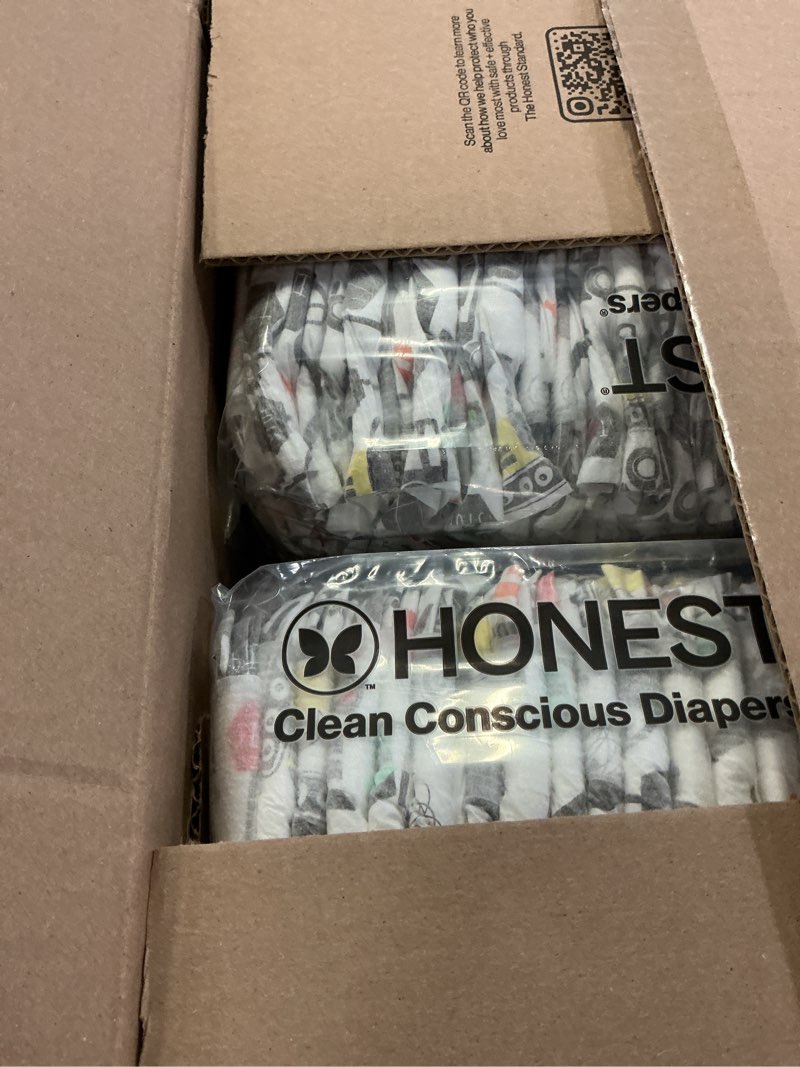 Scan the QR code to learn more
about how we help protect who you
love most with safe + effective
products through
The Honest Standard.
pers®
ST®
HONEST
™
Clean Conscious Diapers